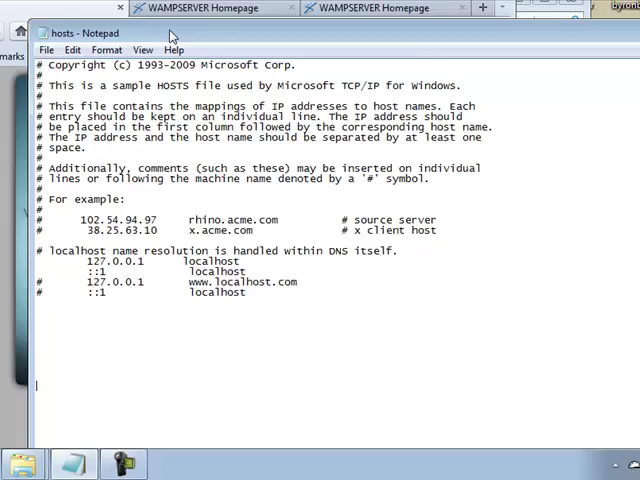 WAMPSERVER Homepage
WAMPSERVER Homepage
hosts - Notepad
File Edit Format View Help
# Copyright (c) 1993-2009 Microsoft Corp.
#
# This is a sample HOSTS file used by Microsoft TCP/IP for Windows.
#
# This file contains the mappings of IP addresses to host names. Each
# entry should be kept on an individual line. The IP address should
# be placed in the first column followed by the corresponding host name.
# The IP address and the host name should be separated by at least one
# space.
#
# Additionally, comments (such as these) may be inserted on individual
# lines or following the machine name denoted by a '#' symbol.
#
# For example:
#
# 102.54.94.97 rhino.acme.com # source server
# 38.25.63.10 x.acme.com # x client host

# localhost name resolution is handled within DNS itself.
127.0.0.1 localhost
::1 localhost
# 127.0.0.1 www.localhost.com
# ::1 localhost